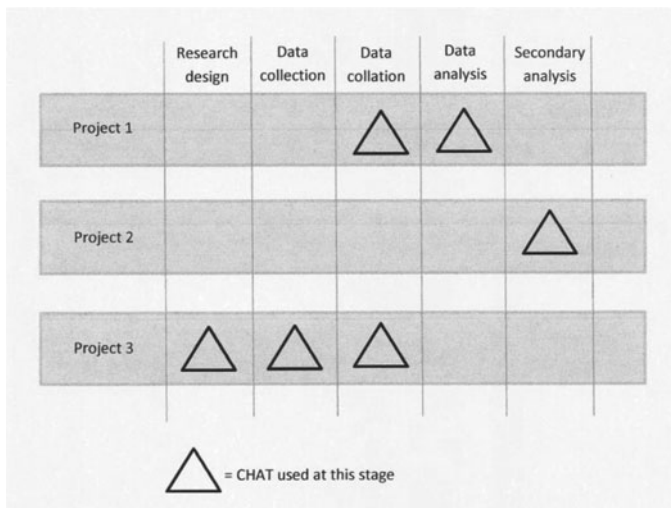 Research design
Data collection
Data collation
Data analysis
Secondary analysis
Project 1
Project 2
Project 3
= CHAT used at this stage